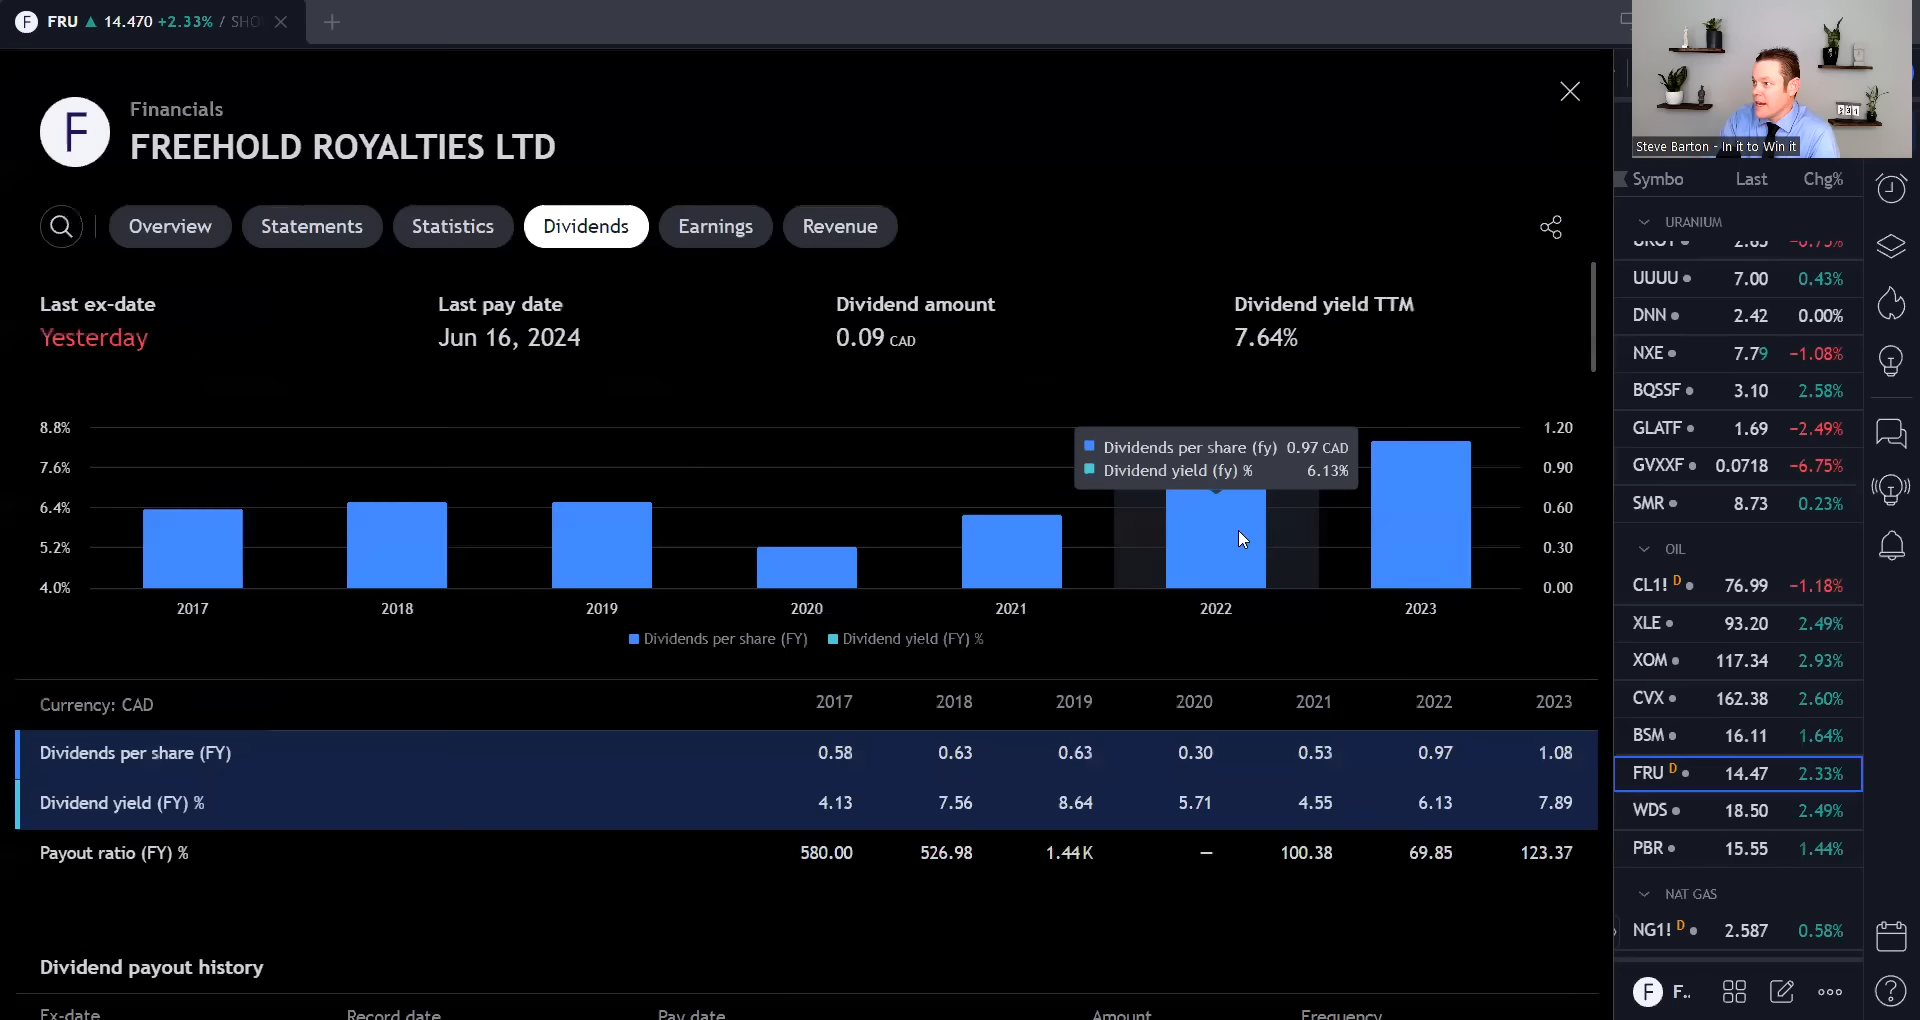 F FRU ▲ 14.470 +2.33% / SHO
Steve Barton - In it to Win it
F
Financials
FREEHOLD ROYALTIES LTD
Overview Statements Statistics Dividends Earnings Revenue
Last ex-date Last pay date Dividend amount Dividend yield TTM
Yesterday Jun 16, 2024 0.09 CAD 7.64%
8.8% 1.20
7.6% 0.90
6.4% 0.60
5.2% 0.30
4.0% 0.00
Dividends per share (fy) 0.97 CAD
Dividend yield (fy) % 6.13%
2017 2018 2019 2020 2021 2022 2023
Dividends per share (FY) Dividend yield (FY) %
Currency: CAD 2017 2018 2019 2020 2021 2022 2023
Dividends per share (FY) 0.58 0.63 0.63 0.30 0.53 0.97 1.08
Dividend yield (FY) % 4.13 7.56 8.64 5.71 4.55 6.13 7.89
Payout ratio (FY) % 580.00 526.98 1.44K — 100.38 69.85 123.37
Dividend payout history
Ex-date Record date Pay date Amount Frequency
Symbo Last Chg%
URANIUM
UUUU 7.00 0.43%
DNN 2.42 0.00%
NXE 7.79 −1.08%
BQSSF 3.10 2.58%
GLATF 1.69 −2.49%
GVXXF 0.0718 −6.75%
SMR 8.73 0.23%
OIL
CL1! D 76.99 −1.18%
XLE 93.20 2.49%
XOM 117.34 2.93%
CVX 162.38 2.60%
BSM 16.11 1.64%
FRU D 14.47 2.33%
WDS 18.50 2.49%
PBR 15.55 1.44%
NAT GAS
NG1! D 2.587 0.58%
F F..